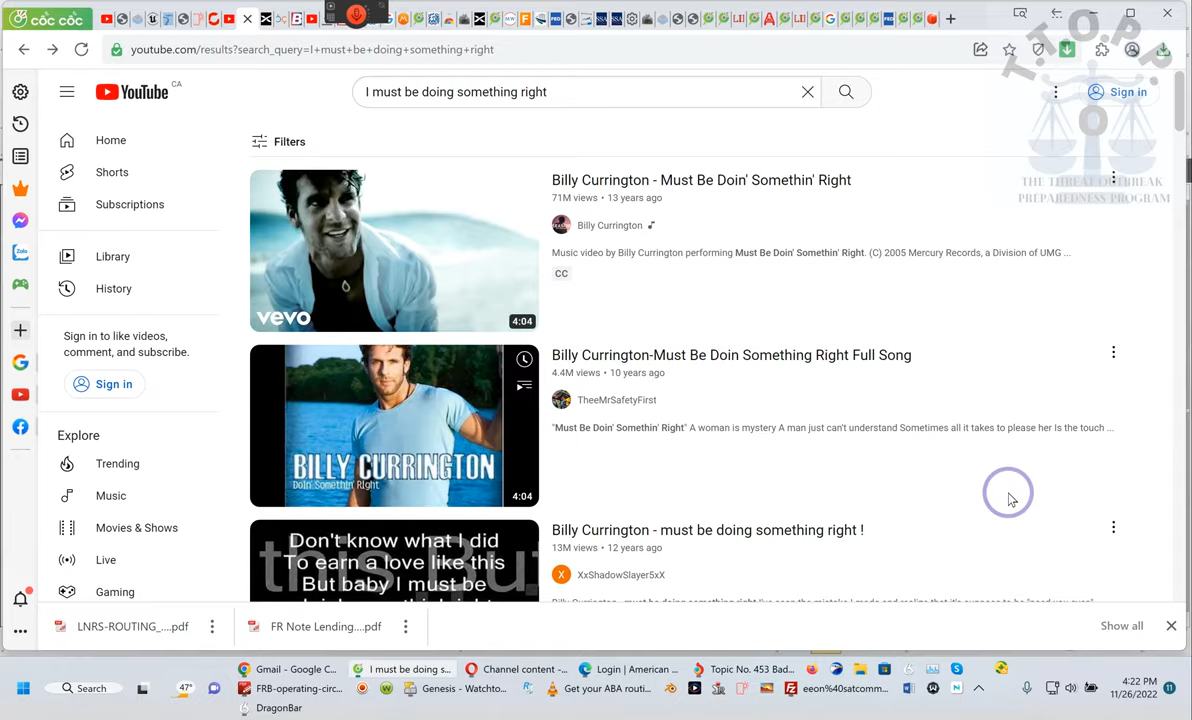 cốc cốc
youtube.com/results?search_query=I+must+be+doing+something+right
T.T.O.P.P.
O
THE THREAT OUTBREAK
PREPAREDNESS PROGRAM
YouTube CA
I must be doing something right
Sign in
Home
Shorts
Subscriptions
Library
History
Sign in to like videos,
comment, and subscribe.
Sign in
Explore
Trending
Music
Movies & Shows
Live
Gaming
Filters
vevo
4:04
Billy Currington - Must Be Doin' Somethin' Right
71M views • 13 years ago
Billy Currington
Music video by Billy Currington performing Must Be Doin' Somethin' Right. (C) 2005 Mercury Records, a Division of UMG ...
CC
BILLY CURRINGTON
Doin' Somethin' Right
4:04
Billy Currington-Must Be Doin Something Right Full Song
4.4M views • 10 years ago
TheeMrSafetyFirst
"Must Be Doin' Somethin' Right" A woman is mystery A man just can't understand Sometimes all it takes to please her Is the touch ...
Don't know what I did
To earn a love like this
But baby I must be
Billy Currington - must be doing something right !
13M views • 12 years ago
XxShadowSlayer5xX
LNRS-ROUTING_....pdf
FR Note Lending....pdf
Show all
Gmail - Google C...
I must be doing s...
Channel content -...
Login | American ...
Topic No. 453 Bad...
Search
47°
FRB-operating-circ...
Genesis - Watchto...
Get your ABA routi...
eeon%40satcomm...
4:22 PM
11/26/2022
11
DragonBar